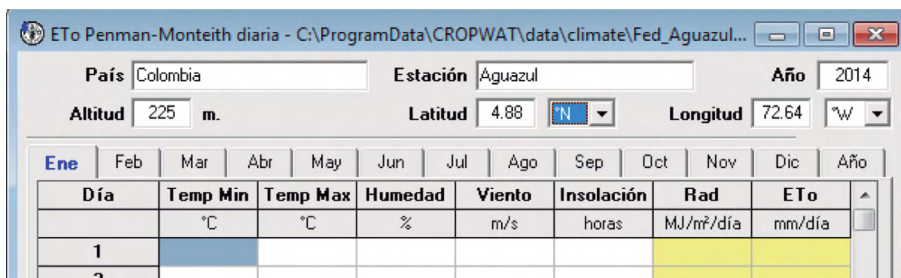 ETo Penman-Monteith diaria - C:\ProgramData\CROPWAT\data\climate\Fed_Aguazul...
País Colombia Estación Aguazul Año 2014
Altitud 225 m. Latitud 4.88 °N Longitud 72.64 °W
Ene Feb Mar Abr May Jun Jul Ago Sep Oct Nov Dic Año
Día Temp Min Temp Max Humedad Viento Insolación Rad ETo
°C °C % m/s horas MJ/m²/día mm/día
1